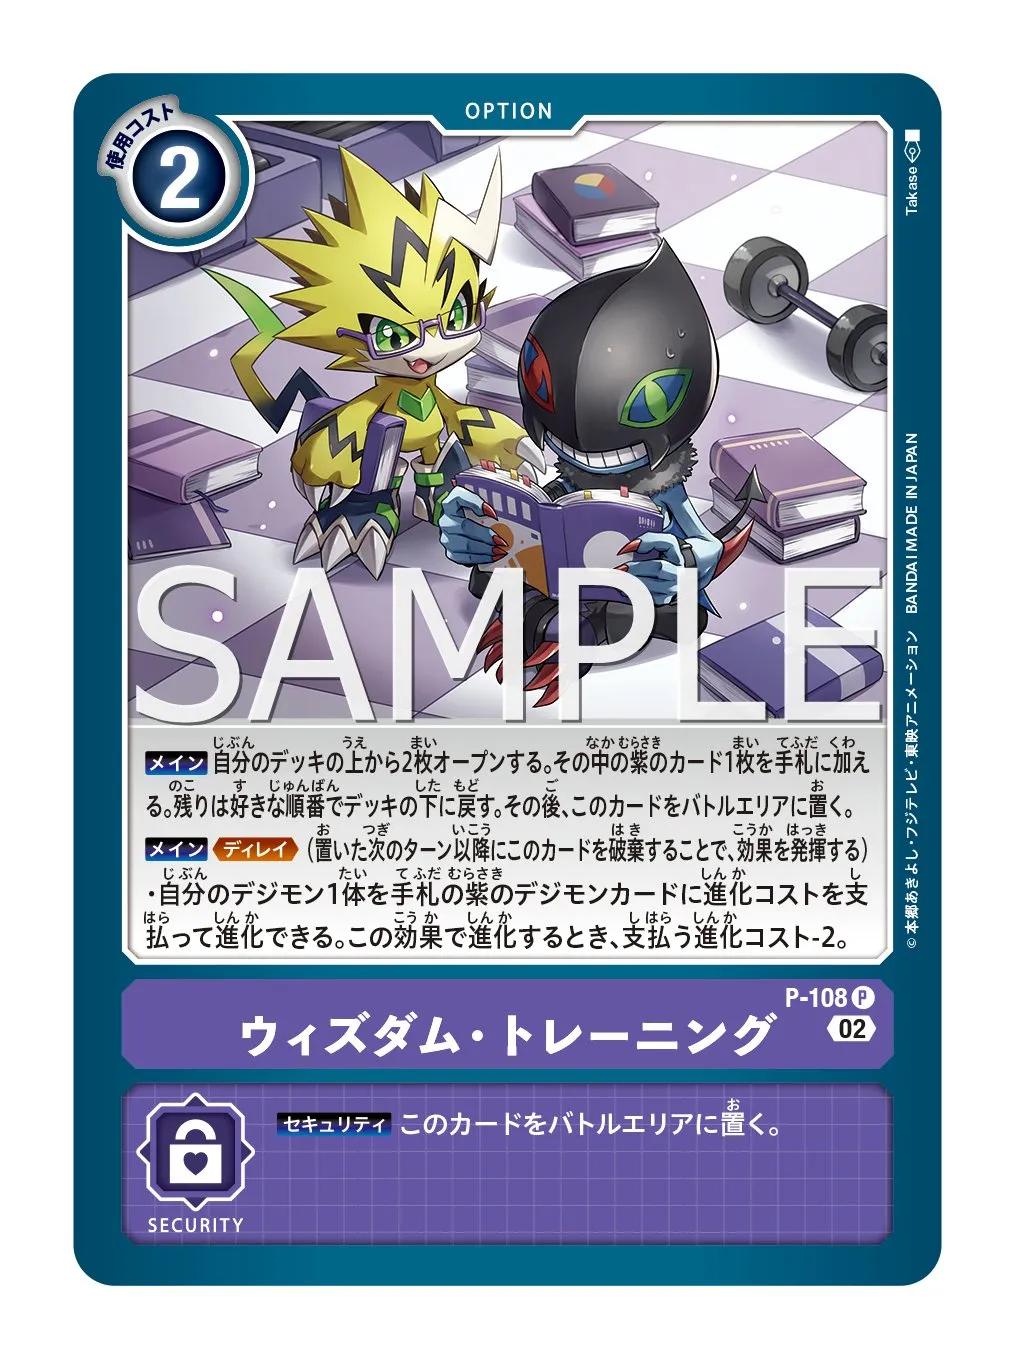 OPTION
使用コスト
2
Takase
SAMPLE
メイン 自分のデッキの上から2枚オープンする。その中の紫のカード1枚を手札に加え
る。残りは好きな順番でデッキの下に戻す。その後、このカードをバトルエリアに置く。
メイン ディレイ (置いた次のターン以降にこのカードを破棄することで、効果を発揮する)
・自分のデジモン1体を手札の紫のデジモンカードに進化コストを支
払って進化できる。この効果で進化するとき、支払う進化コスト-2。
©本郷あきよし・フジテレビ・東映アニメーション BANDAI MADE IN JAPAN
P-108 P
ウィズダム・トレーニング
02
セキュリティ このカードをバトルエリアに置く。
SECURITY